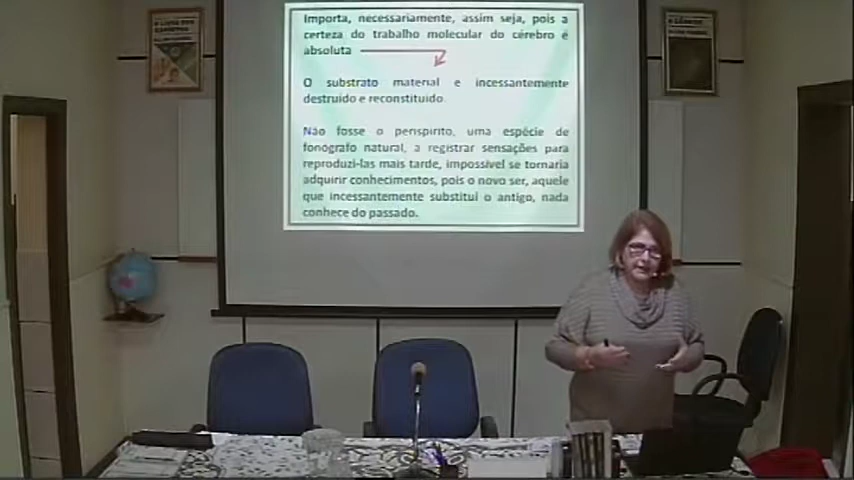 Importa, necessariamente, assim seja, pois a
certeza do trabalho molecular do cérebro é
absoluta
O substrato material e incessantemente
destruído e reconstituído
Não fosse o perispírito, uma espécie de
fonógrafo natural, a registrar sensações para
reproduzi-las mais tarde, impossível se tornaria
adquirir conhecimentos, pois o novo ser, aquele
que incessantemente substitui o antigo, nada
conhece do passado.